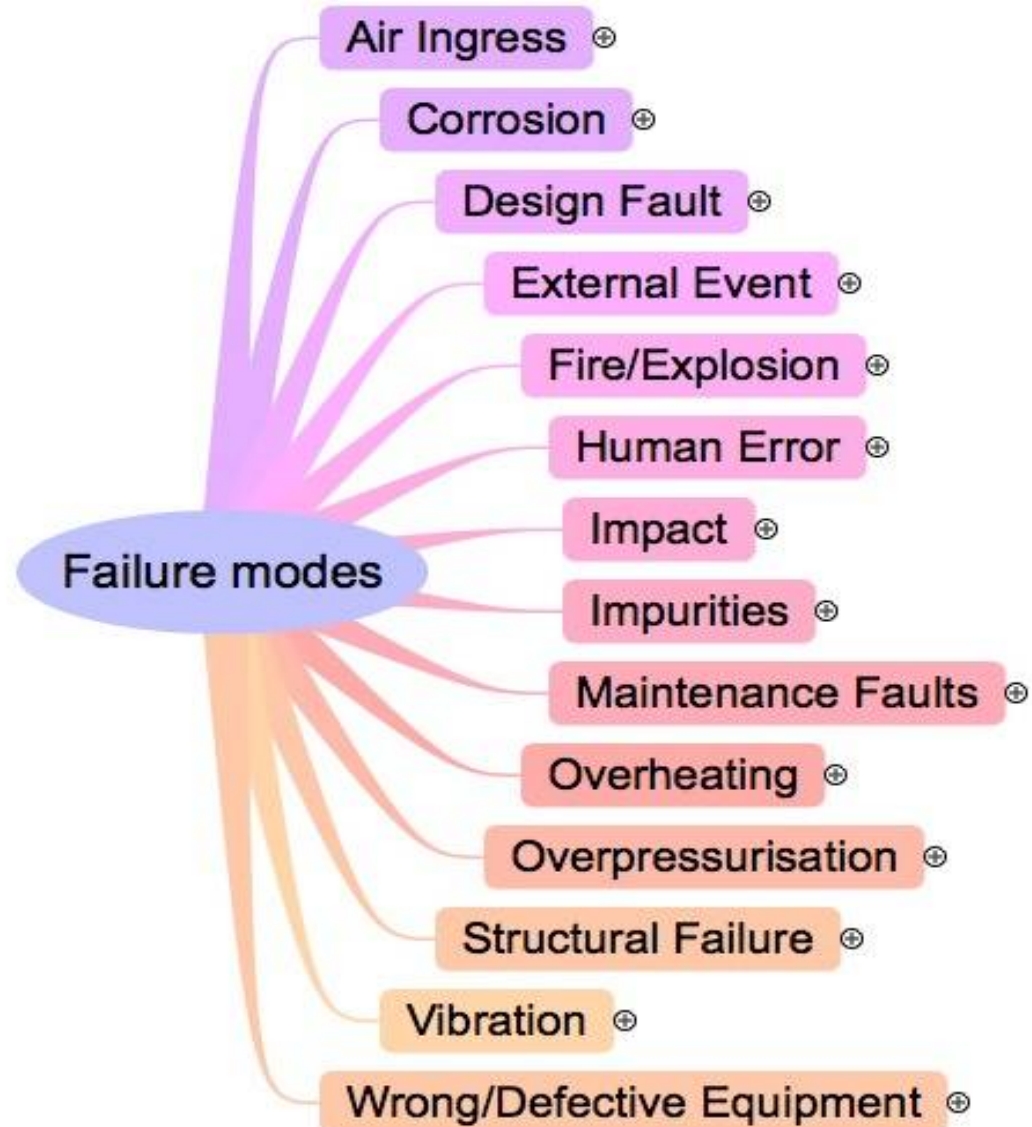 Air Ingress
Corrosion
Design Fault
External Event
Fire/Explosion
Human Error
Impact
Failure modes
Impurities
Maintenance Faults
Overheating
Overpressurisation
Structural Failure
Vibration
Wrong/Defective Equipment